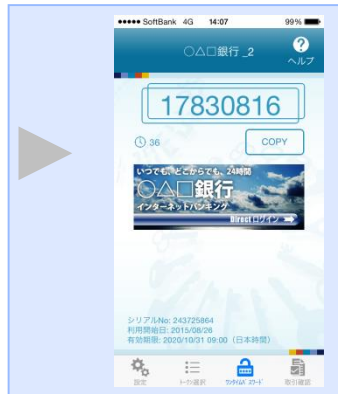 ●●●●● SoftBank 4G 14:07 99%
○△□銀行 _2
? ヘルプ
17830816
36
COPY
いつでも、どこからでも、24時間
○△□銀行
インターネットバンキング
Direct ログイン
シリアルNo: 243725864
利用開始日: 2015/08/26
有効期限: 2020/10/31 09:00（日本時間）
設定 トークン選択 ワンタイムパスワード 取引確認